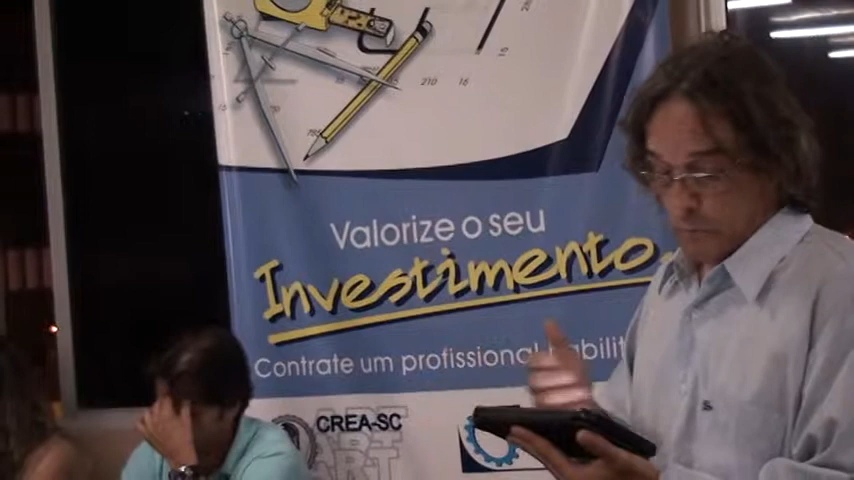 Valorize o seu
Investimento
Contrate um profissional
CREA-SC